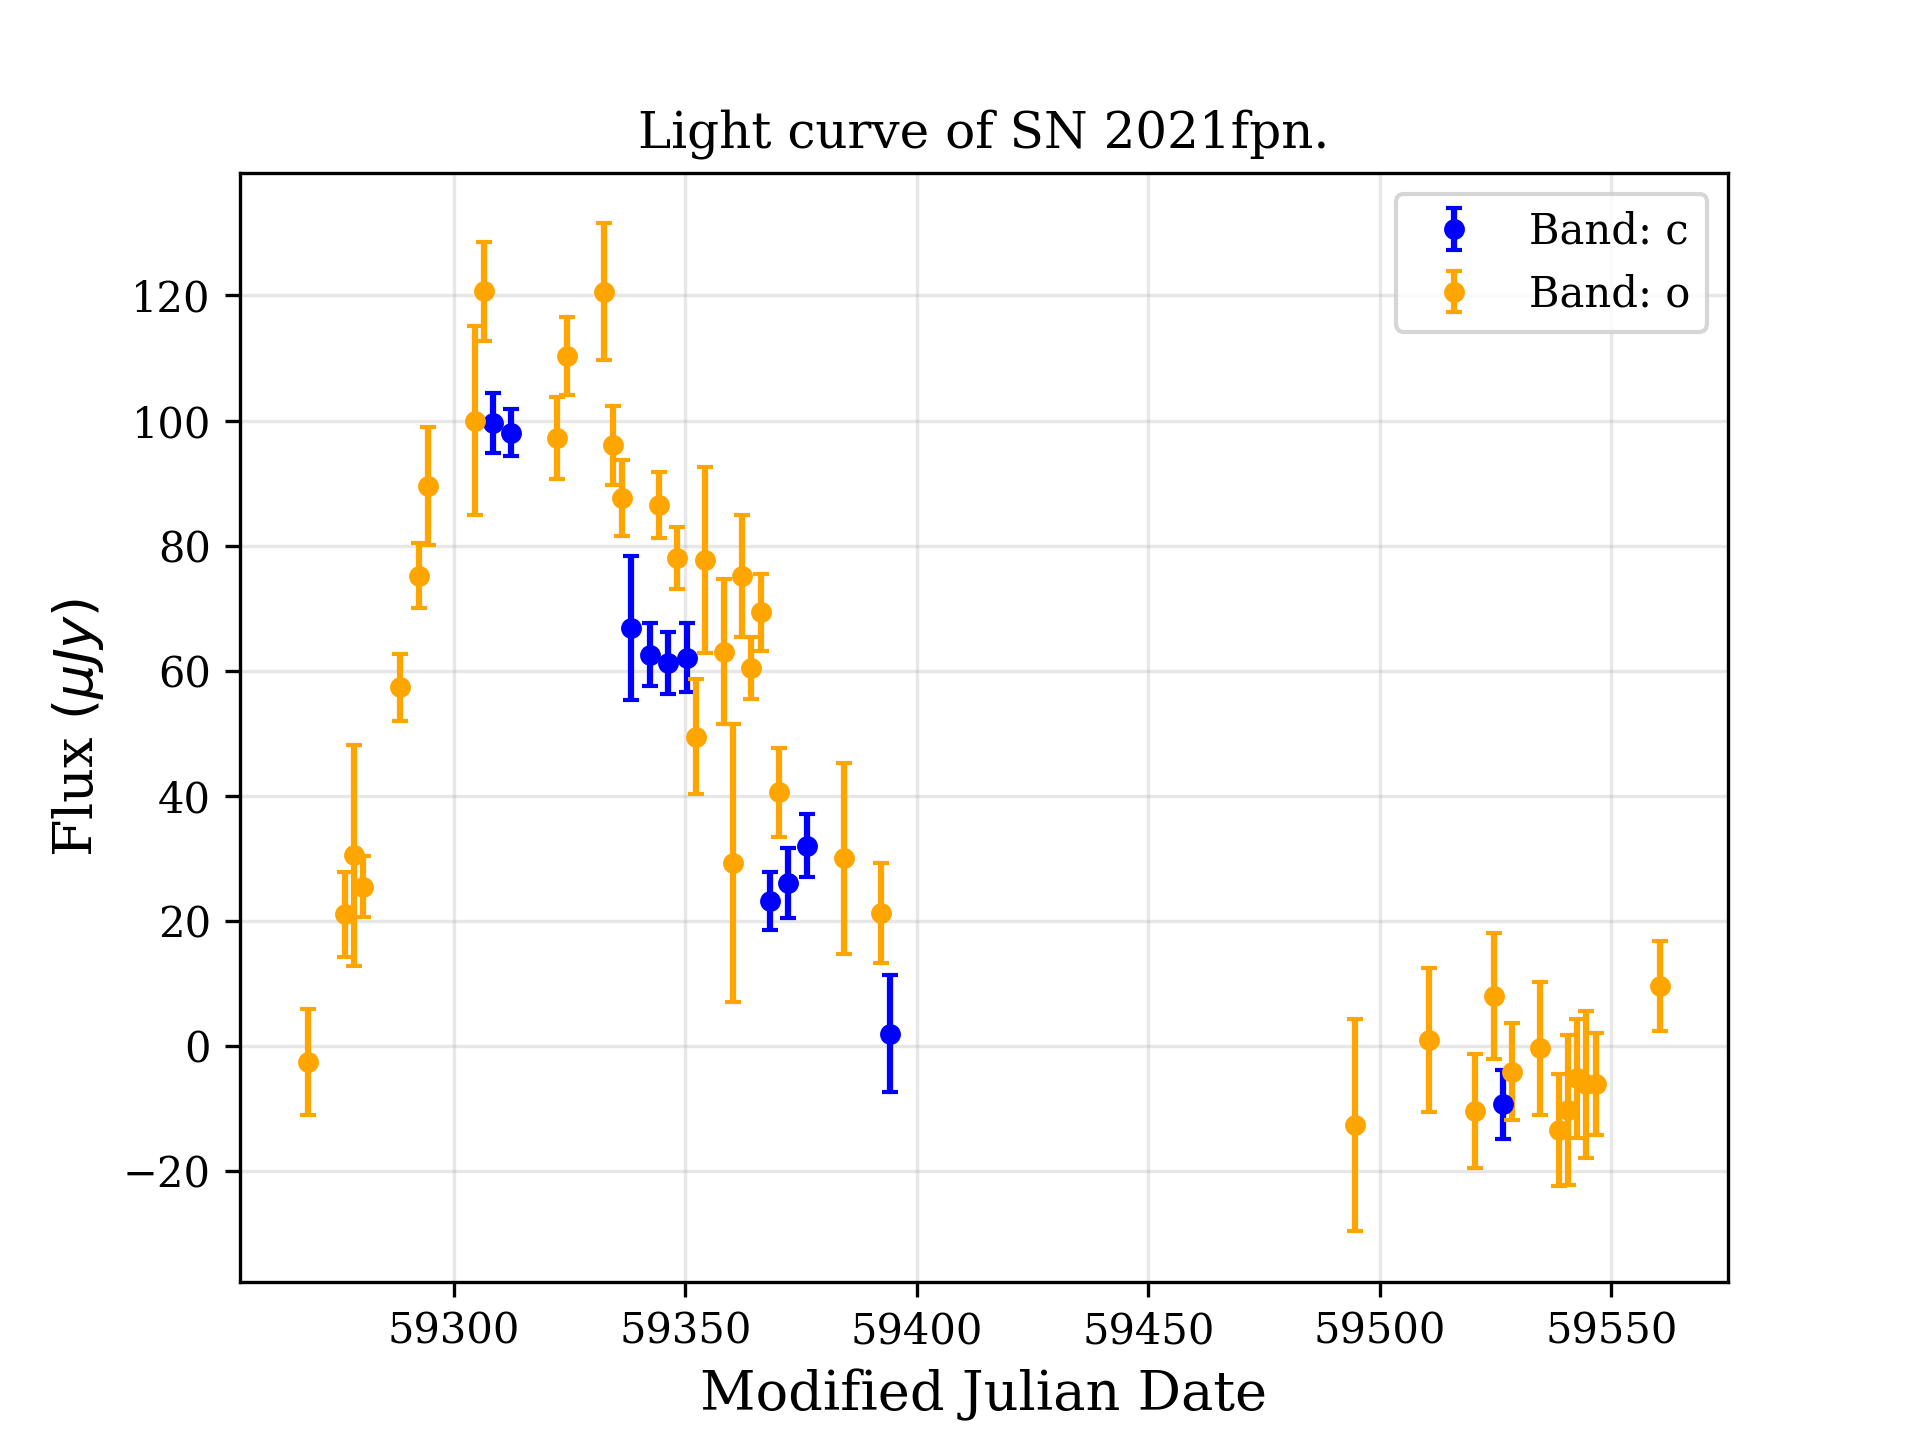 Light curve of SN 2021fpn.
Band: c
Band: o
120
100
80
60
40
20
0
−20
Flux (μJy)
59300 59350 59400 59450 59500 59550
Modified Julian Date